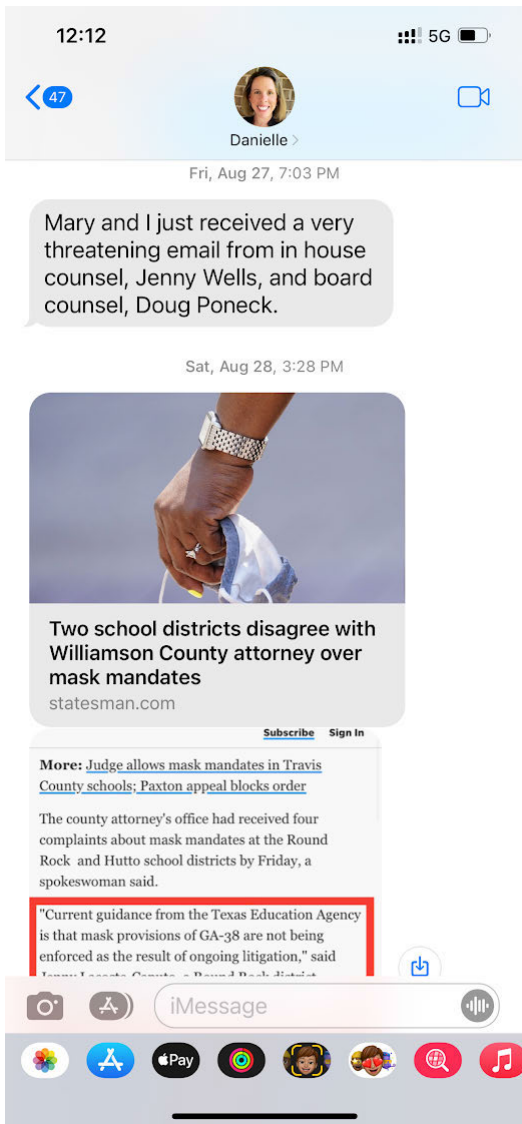 12:12
5G
47
Danielle
Fri, Aug 27, 7:03 PM
Mary and I just received a very
threatening email from in house
counsel, Jenny Wells, and board
counsel, Doug Poneck.
Sat, Aug 28, 3:28 PM
Two school districts disagree with
Williamson County attorney over
mask mandates
statesman.com
Subscribe Sign In
More: Judge allows mask mandates in Travis
County schools; Paxton appeal blocks order
The county attorney's office had received four
complaints about mask mandates at the Round
Rock and Hutto school districts by Friday, a
spokeswoman said.
"Current guidance from the Texas Education Agency
is that mask provisions of GA-38 are not being
enforced as the result of ongoing litigation," said
iMessage
Pay